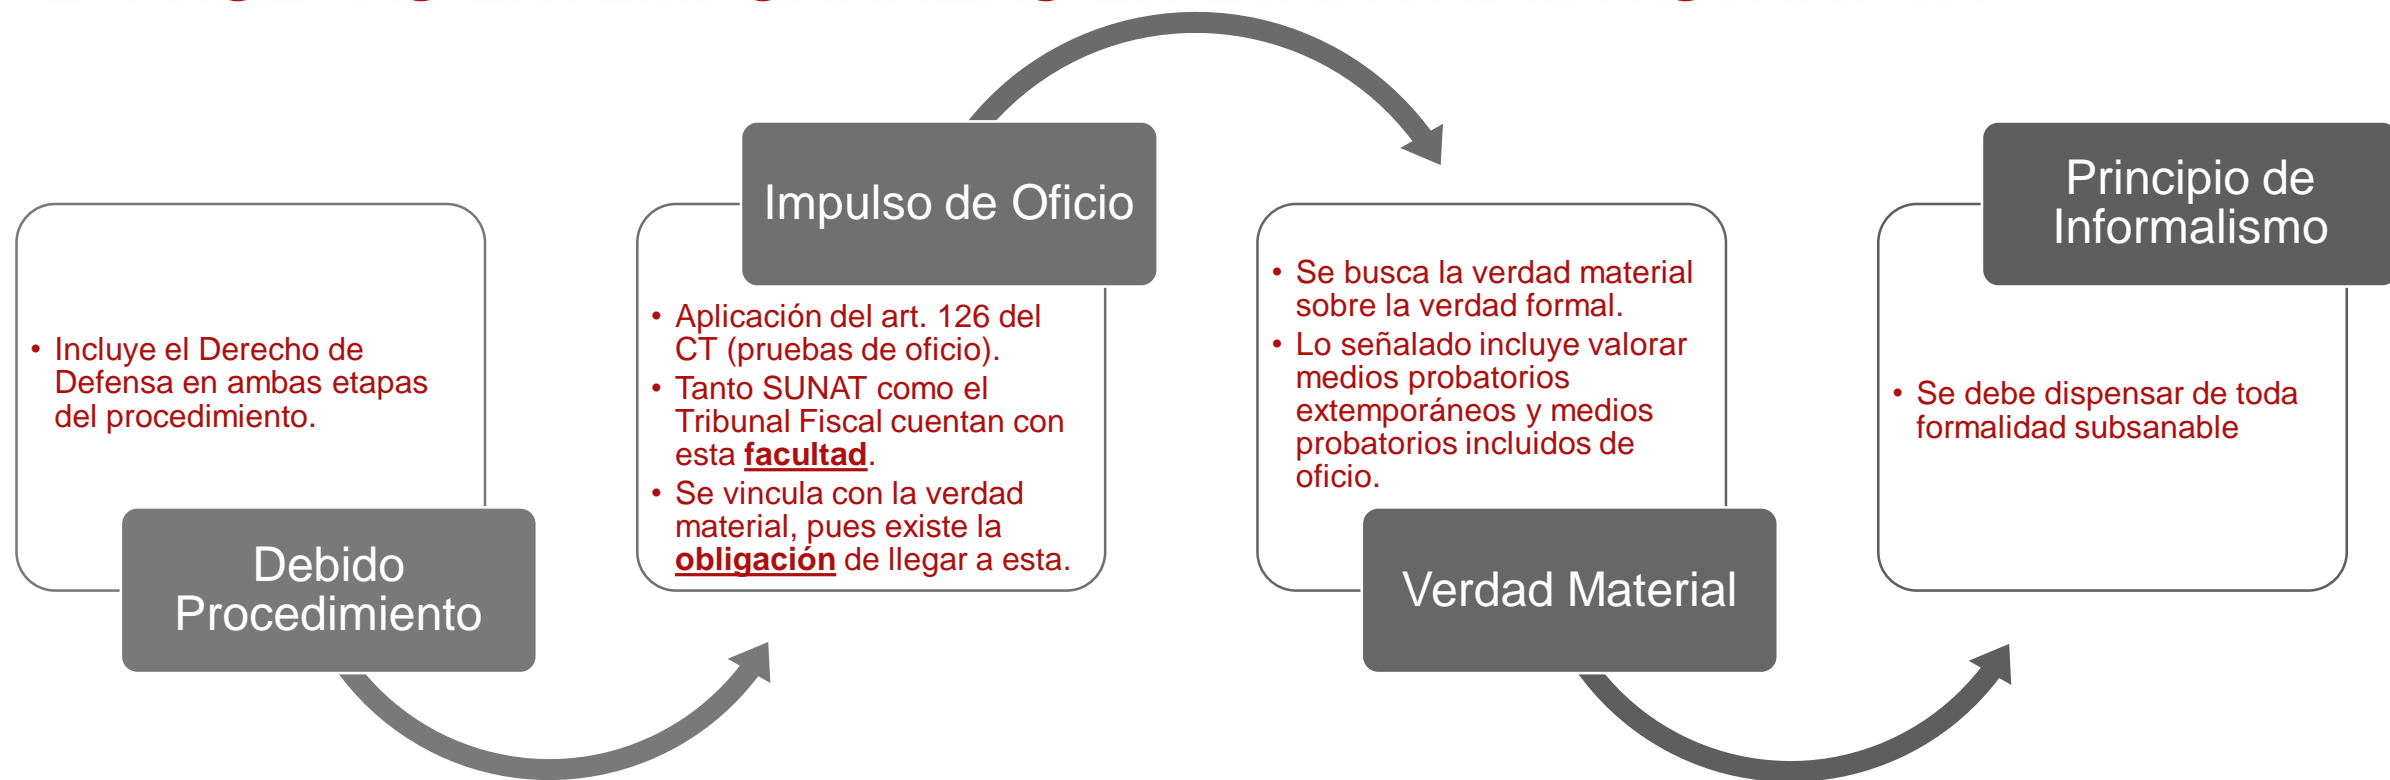 • Incluye el Derecho de
Defensa en ambas etapas
del procedimiento.
Debido
Procedimiento
Impulso de Oficio
• Aplicación del art. 126 del
CT (pruebas de oficio).
• Tanto SUNAT como el
Tribunal Fiscal cuentan con
esta facultad.
• Se vincula con la verdad
material, pues existe la
obligación de llegar a esta.
• Se busca la verdad material
sobre la verdad formal.
• Lo señalado incluye valorar
medios probatorios
extemporáneos y medios
probatorios incluidos de
oficio.
Verdad Material
Principio de
Informalismo
• Se debe dispensar de toda
formalidad subsanable